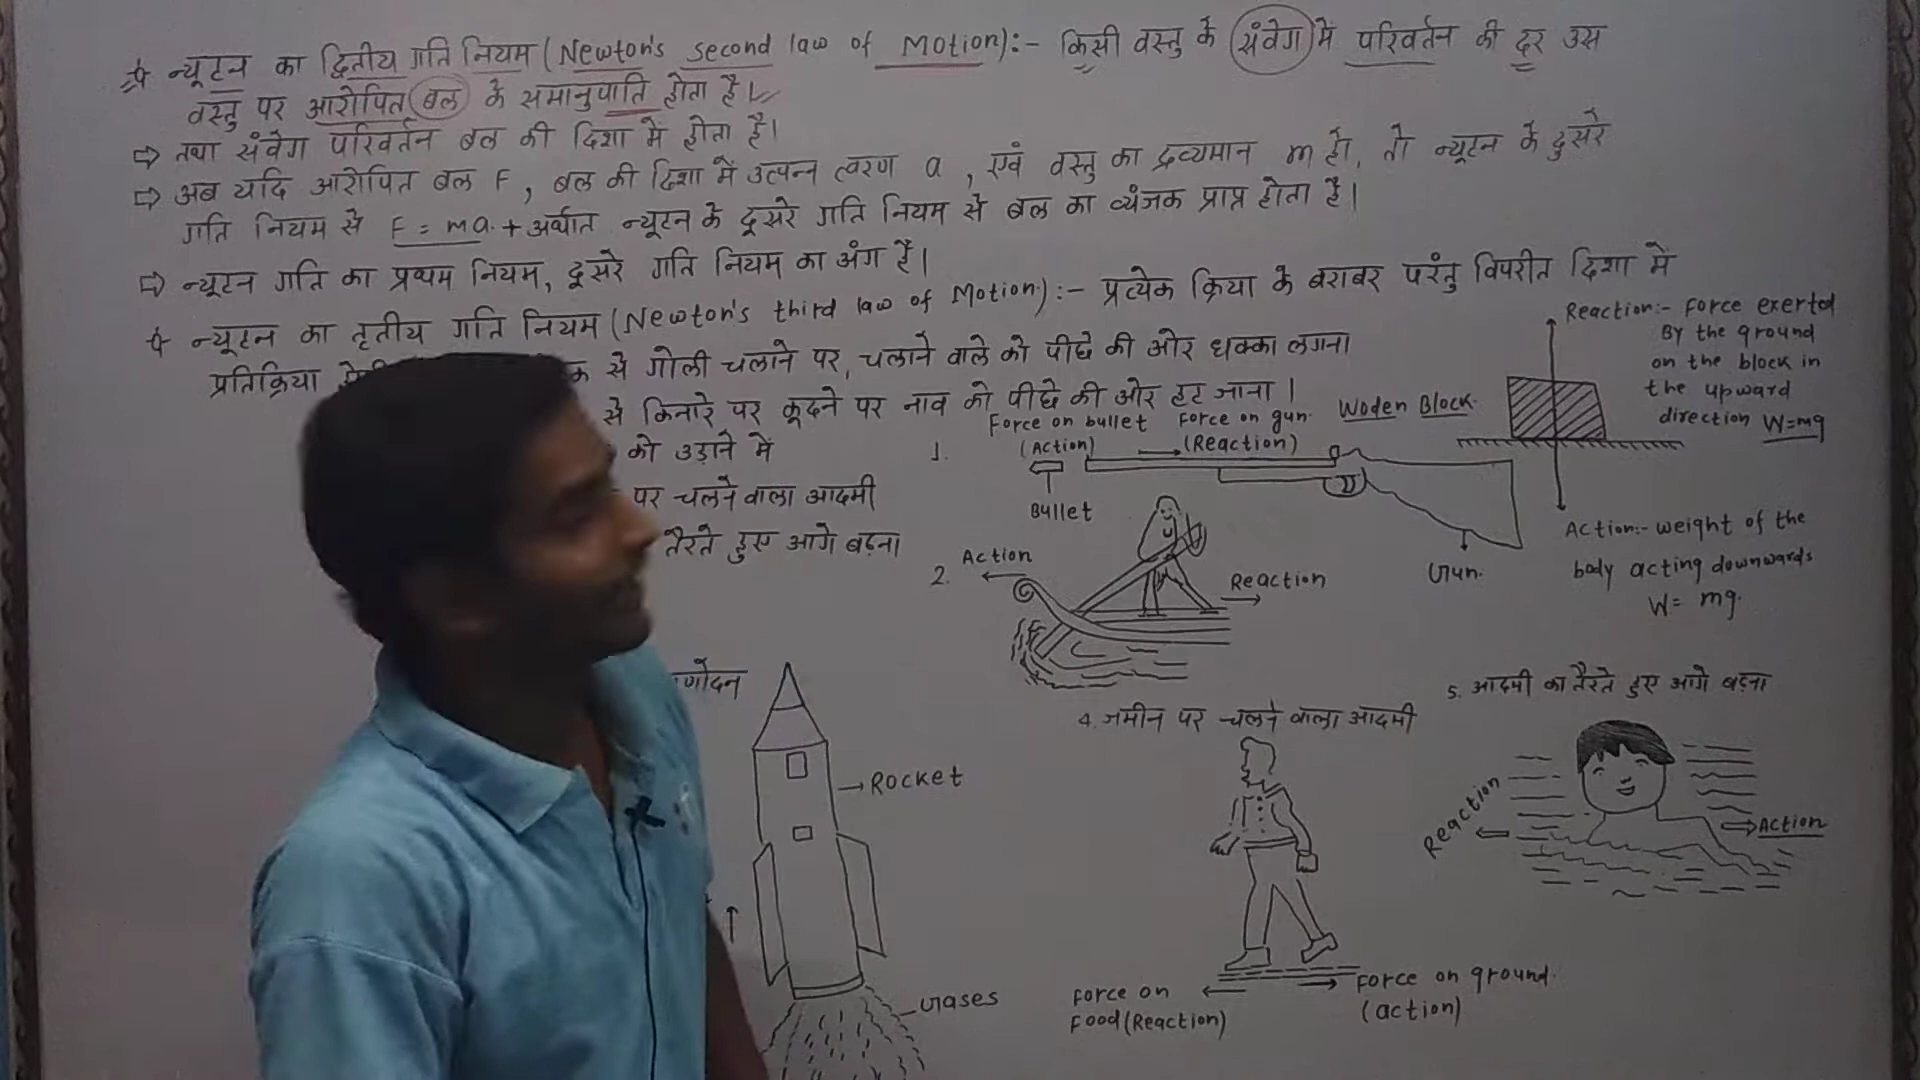 न्यूटन का द्वितीय गति नियम (Newton's second law of Motion):- किसी वस्तु के संवेग में परिवर्तन की दर उस
वस्तु पर आरोपित बल के समानुपाति होता है।
⇒ तथा संवेग परिवर्तन बल की दिशा में होता है।
⇒ अब यदि आरोपित बल F, बल की दिशा में उत्पन्न त्वरण a, एवं वस्तु का द्रव्यमान m हो, तो न्यूटन के दुसरे
गति नियम से F = ma. + अर्थात न्यूटन के दूसरे गति नियम से बल का व्यंजक प्राप्त होता है।
⇒ न्यूटन गति का प्रथम नियम, दूसरे गति नियम का अंग है।
न्यूटन का तृतीय गति नियम (Newton's third law of Motion):- प्रत्येक क्रिया के बराबर परंतु विपरीत दिशा में
प्रतिक्रिया से गोली चलाने पर, चलाने वाले को पीछे की ओर धक्का लगना
से किनारे पर कूदने पर नाव को पीछे की ओर हट जाना।
को उड़ाने में
पर चलने वाला आदमी
तैरते हुए आगे बढ़ना
Reaction:- Force exerted
By the ground
on the block in
the upward
direction W=mg
Woden Block.
Action:- weight of the
body acting downwards
W= mg.
1.
Force on bullet
(Action)
Force on gun.
(Reaction)
Bullet
Gun.
2.
Action
Reaction
Rocket
Gases
4. जमीन पर चलने वाला आदमी
Force on
Food (Reaction)
Force on ground.
(action)
5. आदमी का तैरते हुए आगे बढ़ना
Reaction
Action